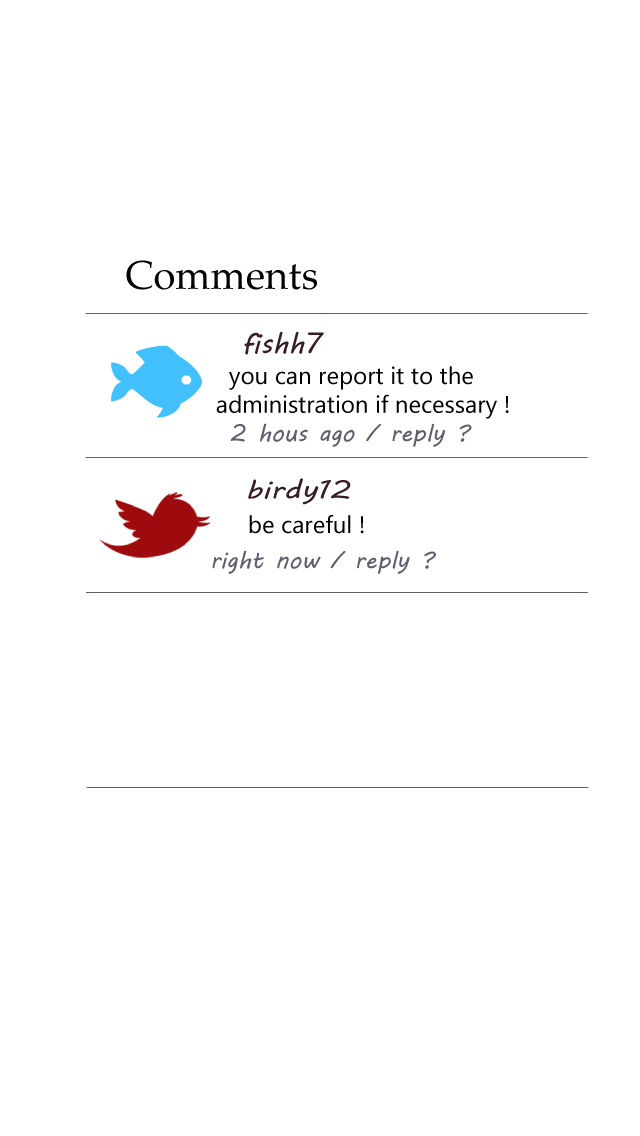 Comments
fishh7
you can report it to the
administration if necessary !
2 hous ago / reply ?
birdy12
be careful !
right now / reply ?